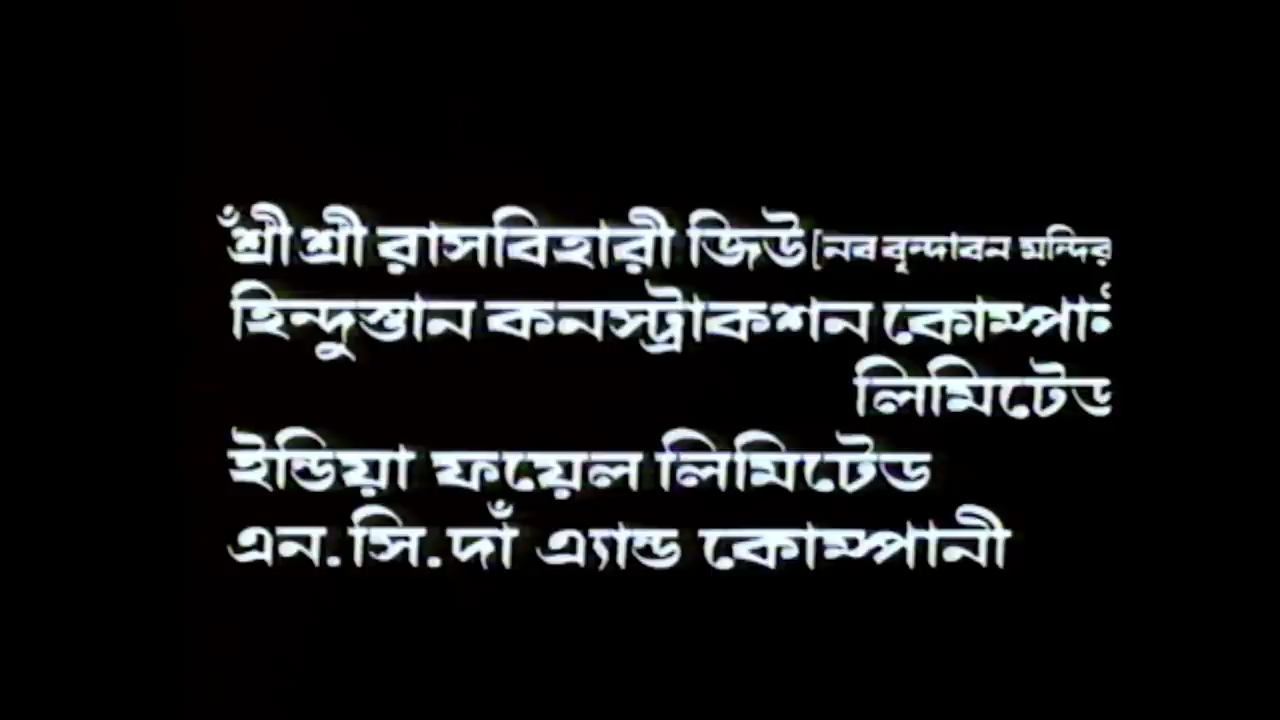 ঁশ্রীশ্রী রাসবিহারী জিউ [নব বৃন্দাবন মন্দির
হিন্দুস্তান কনস্ট্রাকশন
লিমিটেড
ইন্ডিয়া ফয়েল লিমিটেড
এন.সি.দাঁ এ্যান্ড কোম্পানী